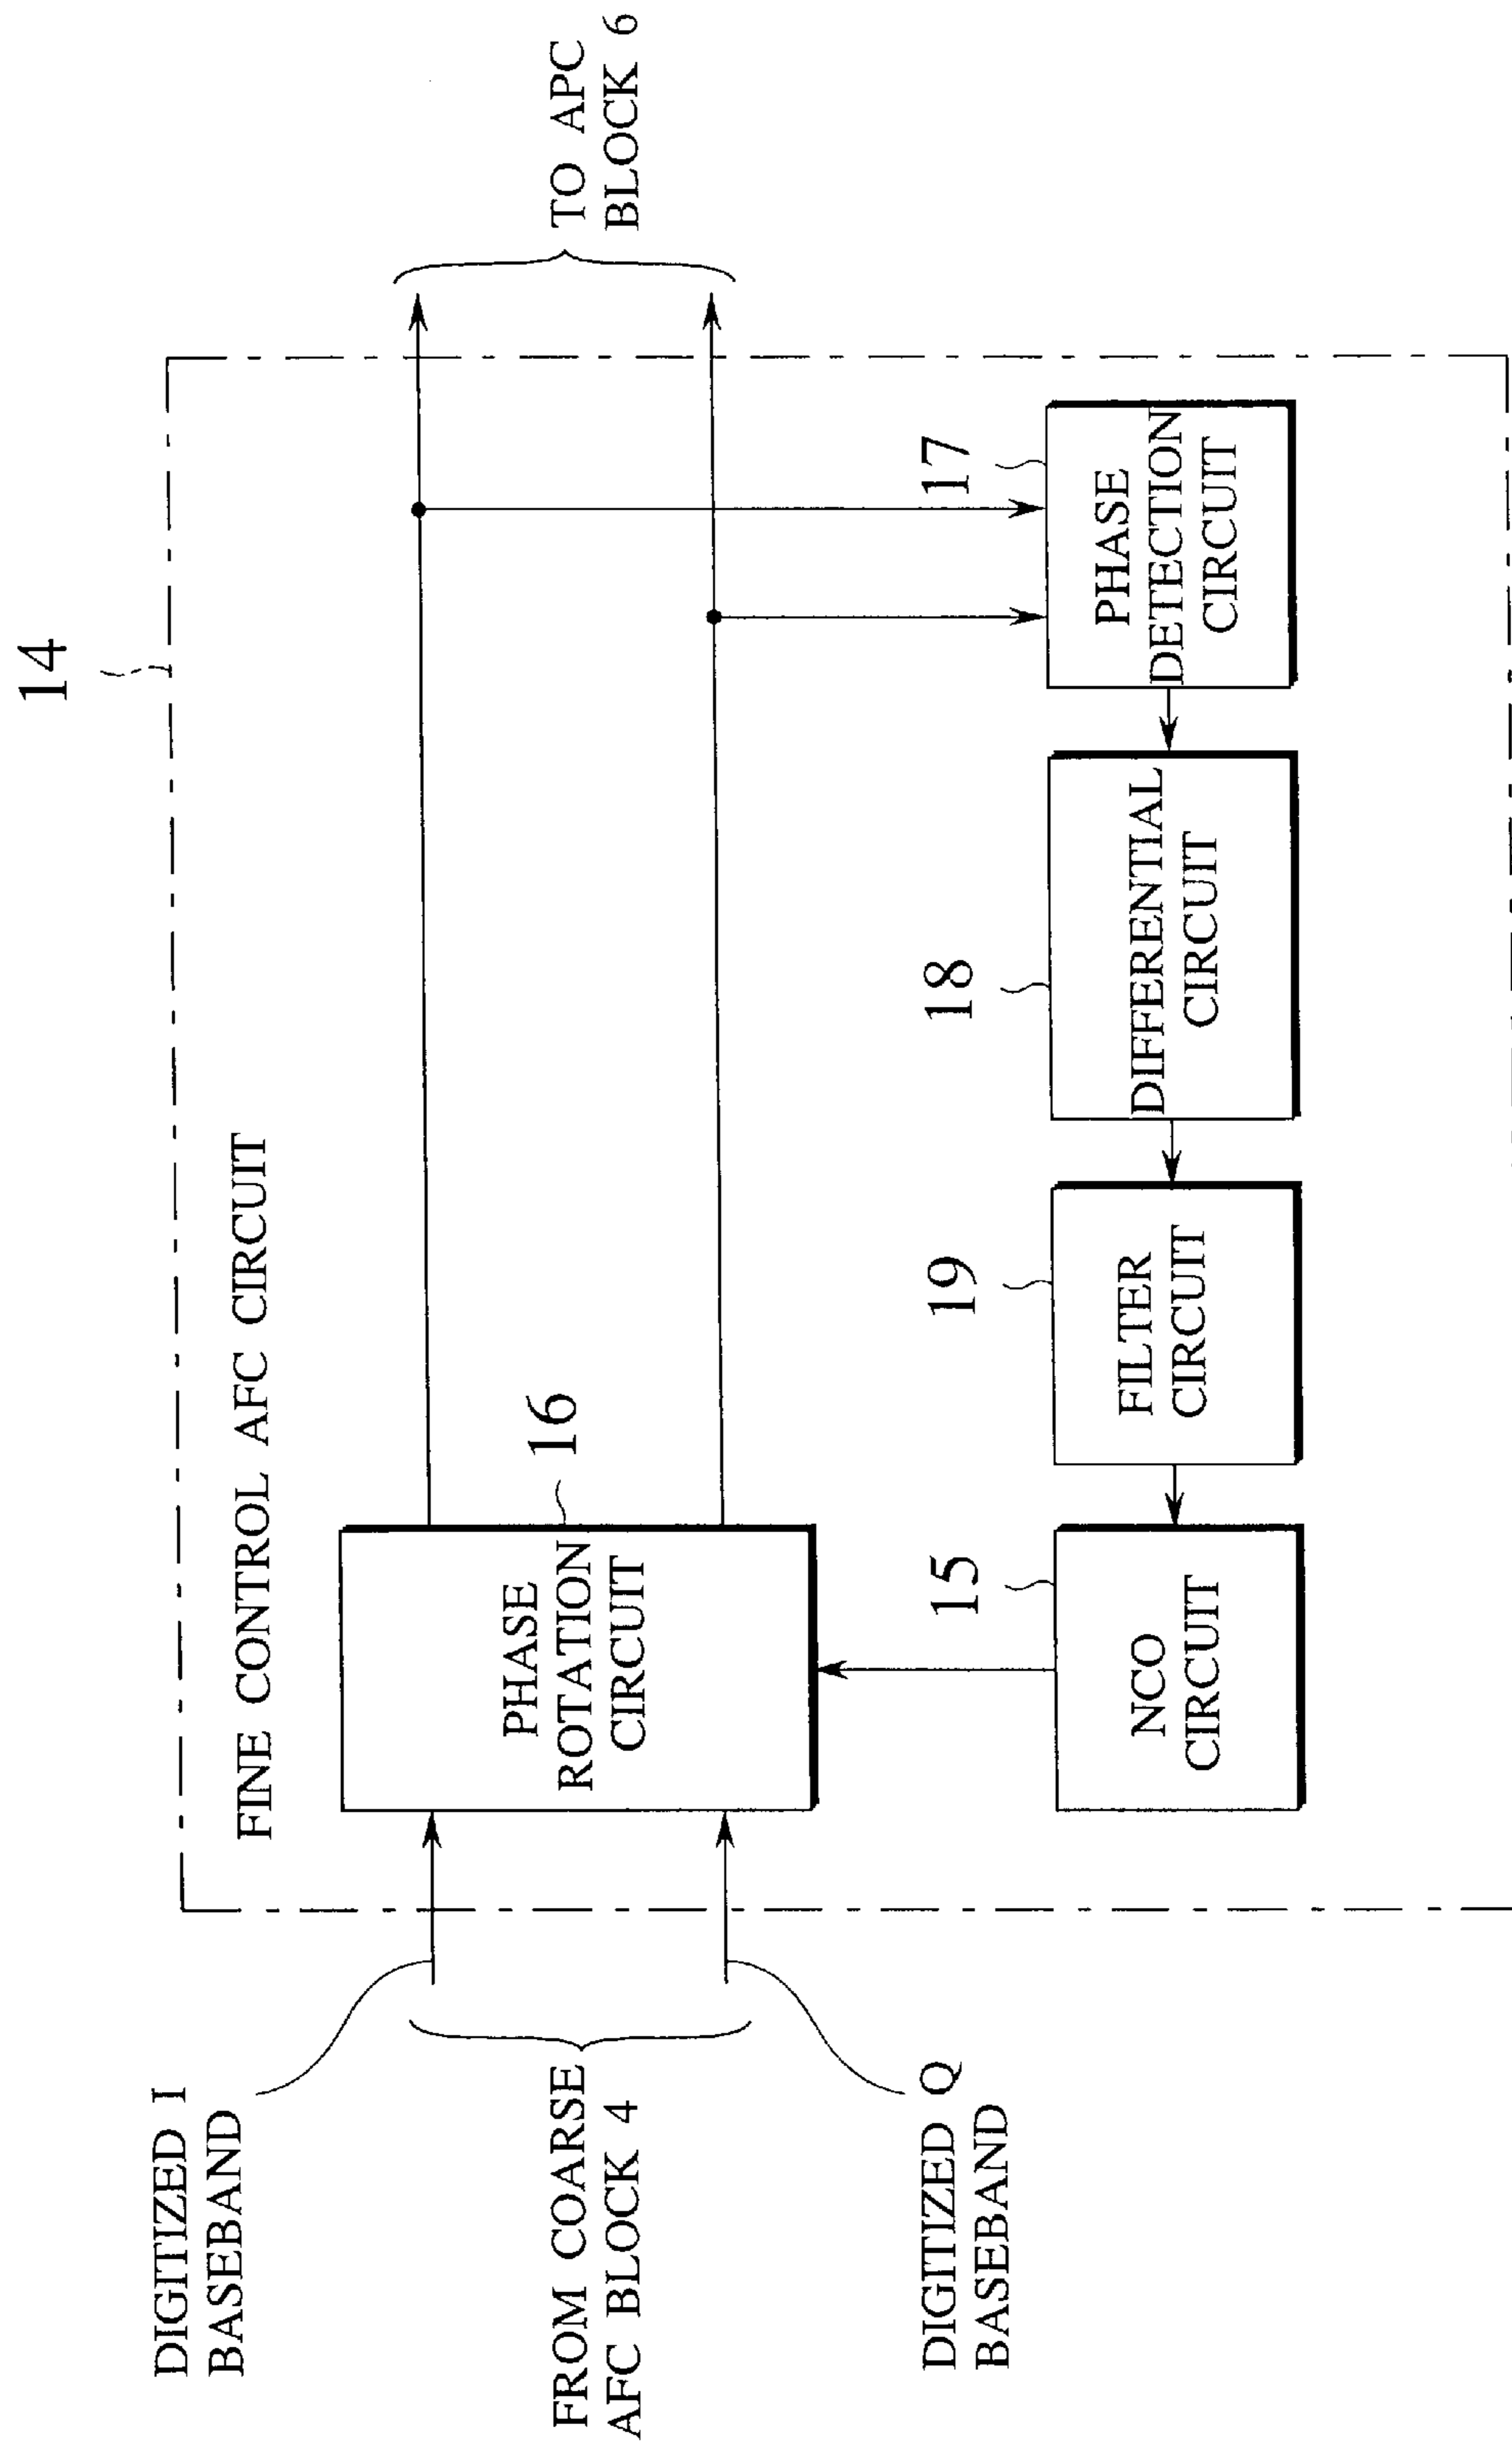 14
FINE CONTROL AFC CIRCUIT
DIGITIZED I
BASEBAND
FROM COARSE
AFC BLOCK 4
DIGITIZED Q
BASEBAND
PHASE
ROTATION
CIRCUIT
16
TO APC
BLOCK 6
15
NCO
CIRCUIT
19
FILTER
CIRCUIT
18
DIFFERENTIAL
CIRCUIT
17
PHASE
DETECTION
CIRCUIT